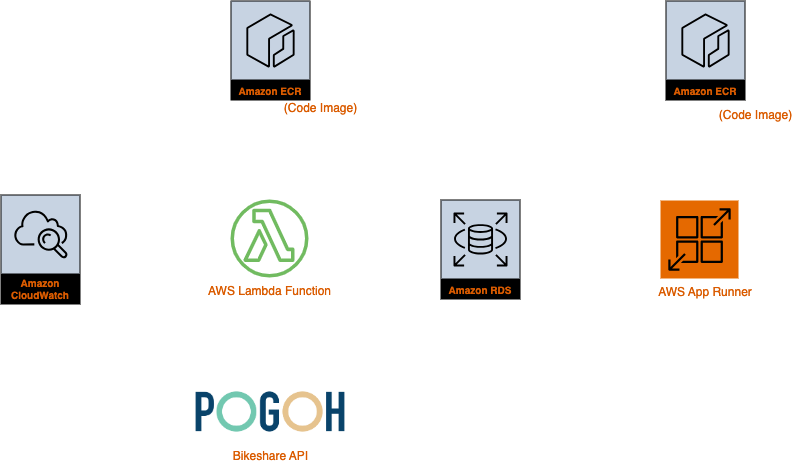 Amazon ECR
(Code Image)
Amazon ECR
(Code Image)
Amazon
CloudWatch
AWS Lambda Function
Amazon RDS
AWS App Runner
POGOH
Bikeshare API